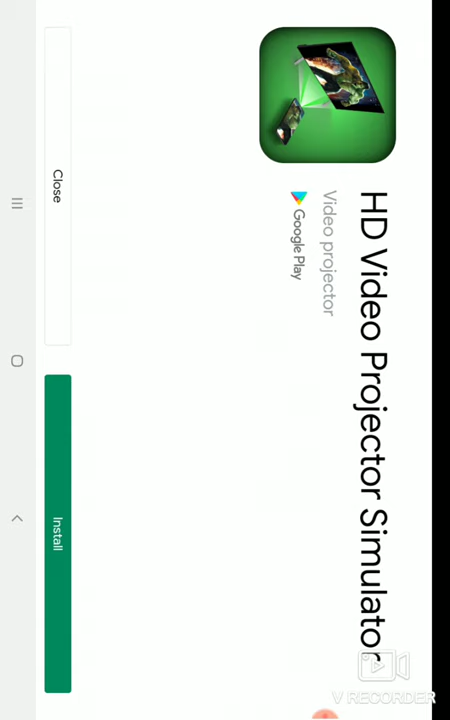 HD Video Projector Simulator
Video projector
Google Play
Close
Install
V RECORDER